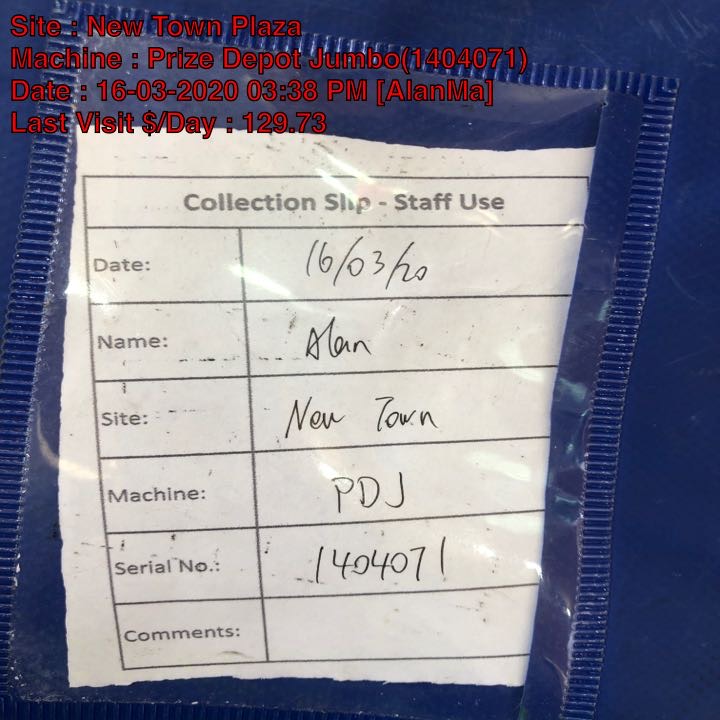 Site : New Town Plaza
Machine : Prize Depot Jumbo(1404071)
Date : 16-03-2020 03:38 PM [AlanMa]
Last Visit $/Day : 129.73
Collection Slip - Staff Use
Date: 16/03/20
Name: Alan
Site: New Town
Machine: PDJ
Serial No.: 1404071
Comments: